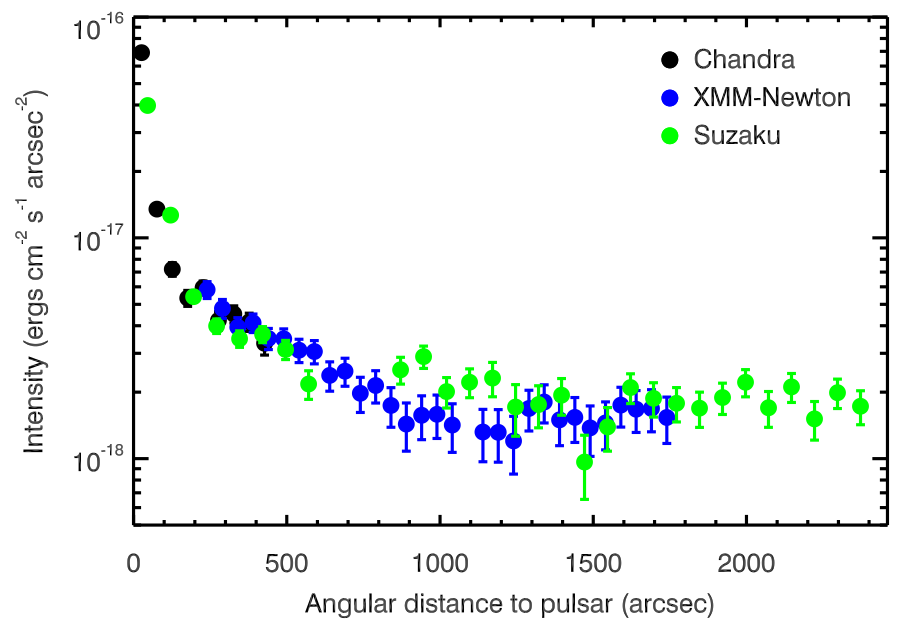 10⁻¹⁶
10⁻¹⁷
10⁻¹⁸
Intensity (ergs cm⁻² s⁻¹ arcsec⁻²)
Chandra
XMM-Newton
Suzaku
0 500 1000 1500 2000
Angular distance to pulsar (arcsec)